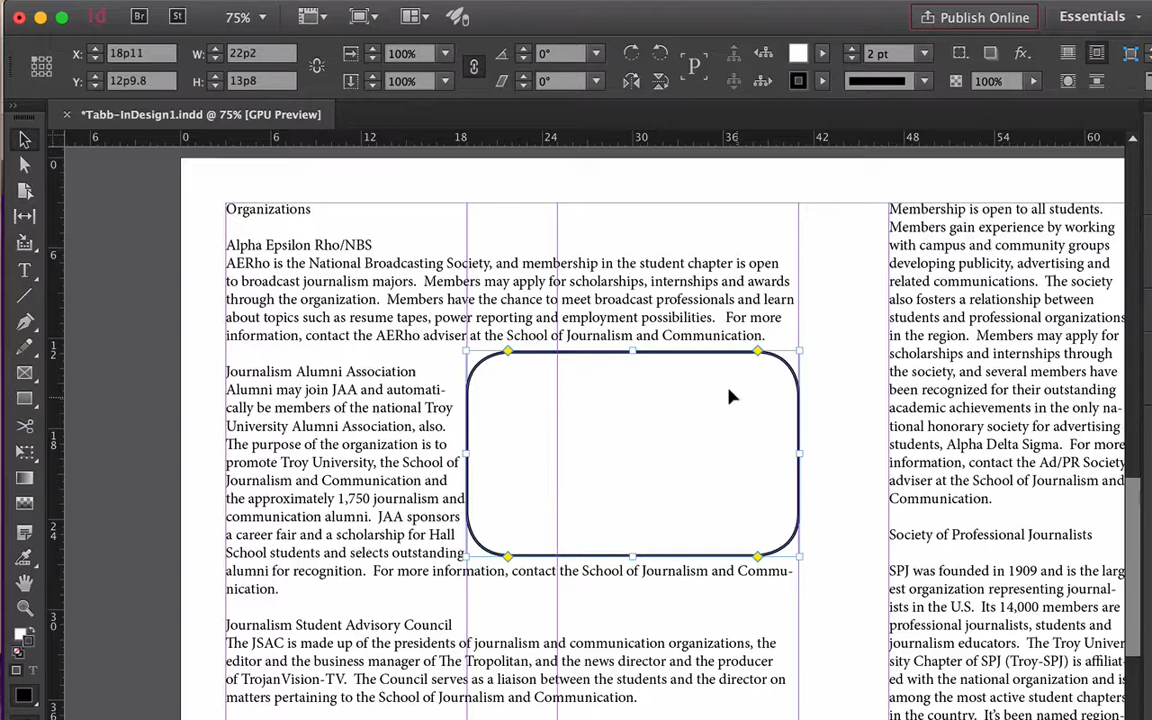 Id Br St 75% Publish Online Essentials
X: 18p11 W: 22p2 100% 0° P 2 pt fx.
Y: 12p9.8 H: 13p8 100% 0° 100%
× *Tabb-InDesign1.indd @ 75% [GPU Preview]
6 0 6 12 18 24 30 36 42 48 54 60
0
6
12
18
24
30
36
T
T
Organizations
Alpha Epsilon Rho/NBS
AERho is the National Broadcasting Society, and membership in the student chapter is open
to broadcast journalism majors. Members may apply for scholarships, internships and awards
through the organization. Members have the chance to meet broadcast professionals and learn
about topics such as resume tapes, power reporting and employment possibilities. For more
information, contact the AERho adviser at the School of Journalism and Communication.
Journalism Alumni Association
Alumni may join JAA and automati-
cally be members of the national Troy
University Alumni Association, also.
The purpose of the organization is to
promote Troy University, the School of
Journalism and Communication and
the approximately 1,750 journalism and
communication alumni. JAA sponsors
a career fair and a scholarship for Hall
School students and selects outstanding
alumni for recognition. For more information, contact the School of Journalism and Commu-
nication.
Journalism Student Advisory Council
The JSAC is made up of the presidents of journalism and communication organizations, the
editor and the business manager of The Tropolitan, and the news director and the producer
of TrojanVision-TV. The Council serves as a liaison between the students and the director on
matters pertaining to the School of Journalism and Communication.
Membership is open to all students.
Members gain experience by working
with campus and community groups
developing publicity, advertising and
related communications. The society
also fosters a relationship between
students and professional organizations
in the region. Members may apply for
scholarships and internships through
the society, and several members have
been recognized for their outstanding
academic achievements in the only na-
tional honorary society for advertising
students, Alpha Delta Sigma. For more
information, contact the Ad/PR Society
adviser at the School of Journalism and
Communication.
Society of Professional Journalists
SPJ was founded in 1909 and is the larg
est organization representing journal-
ists in the U.S. Its 14,000 members are
professional journalists, students and
journalism educators. The Troy Univer
sity Chapter of SPJ (Troy-SPJ) is affiliat
ed with the national organization and is
among the most active student chapters
in the country. It's been named region-